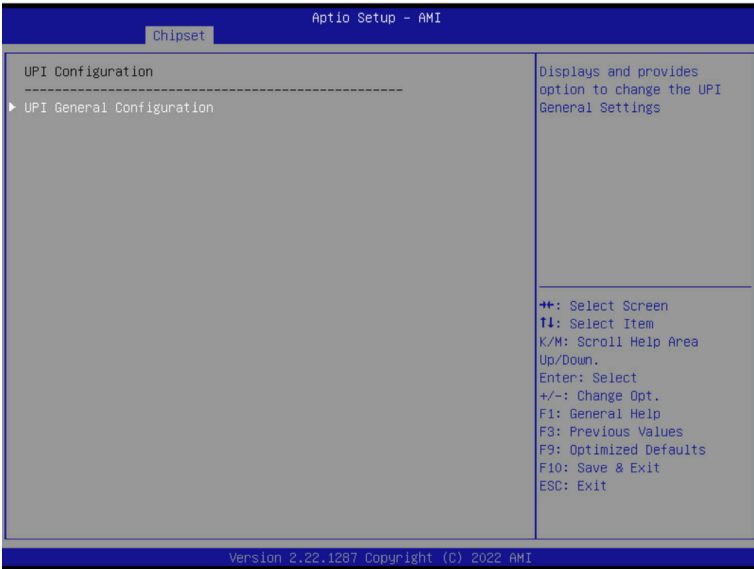 Aptio Setup – AMI
Chipset
UPI Configuration
--------------------------------------------------
▶ UPI General Configuration
Displays and provides
option to change the UPI
General Settings
→←: Select Screen
↑↓: Select Item
K/M: Scroll Help Area
Up/Down.
Enter: Select
+/-: Change Opt.
F1: General Help
F3: Previous Values
F9: Optimized Defaults
F10: Save & Exit
ESC: Exit
Version 2.22.1287 Copyright (C) 2022 AMI